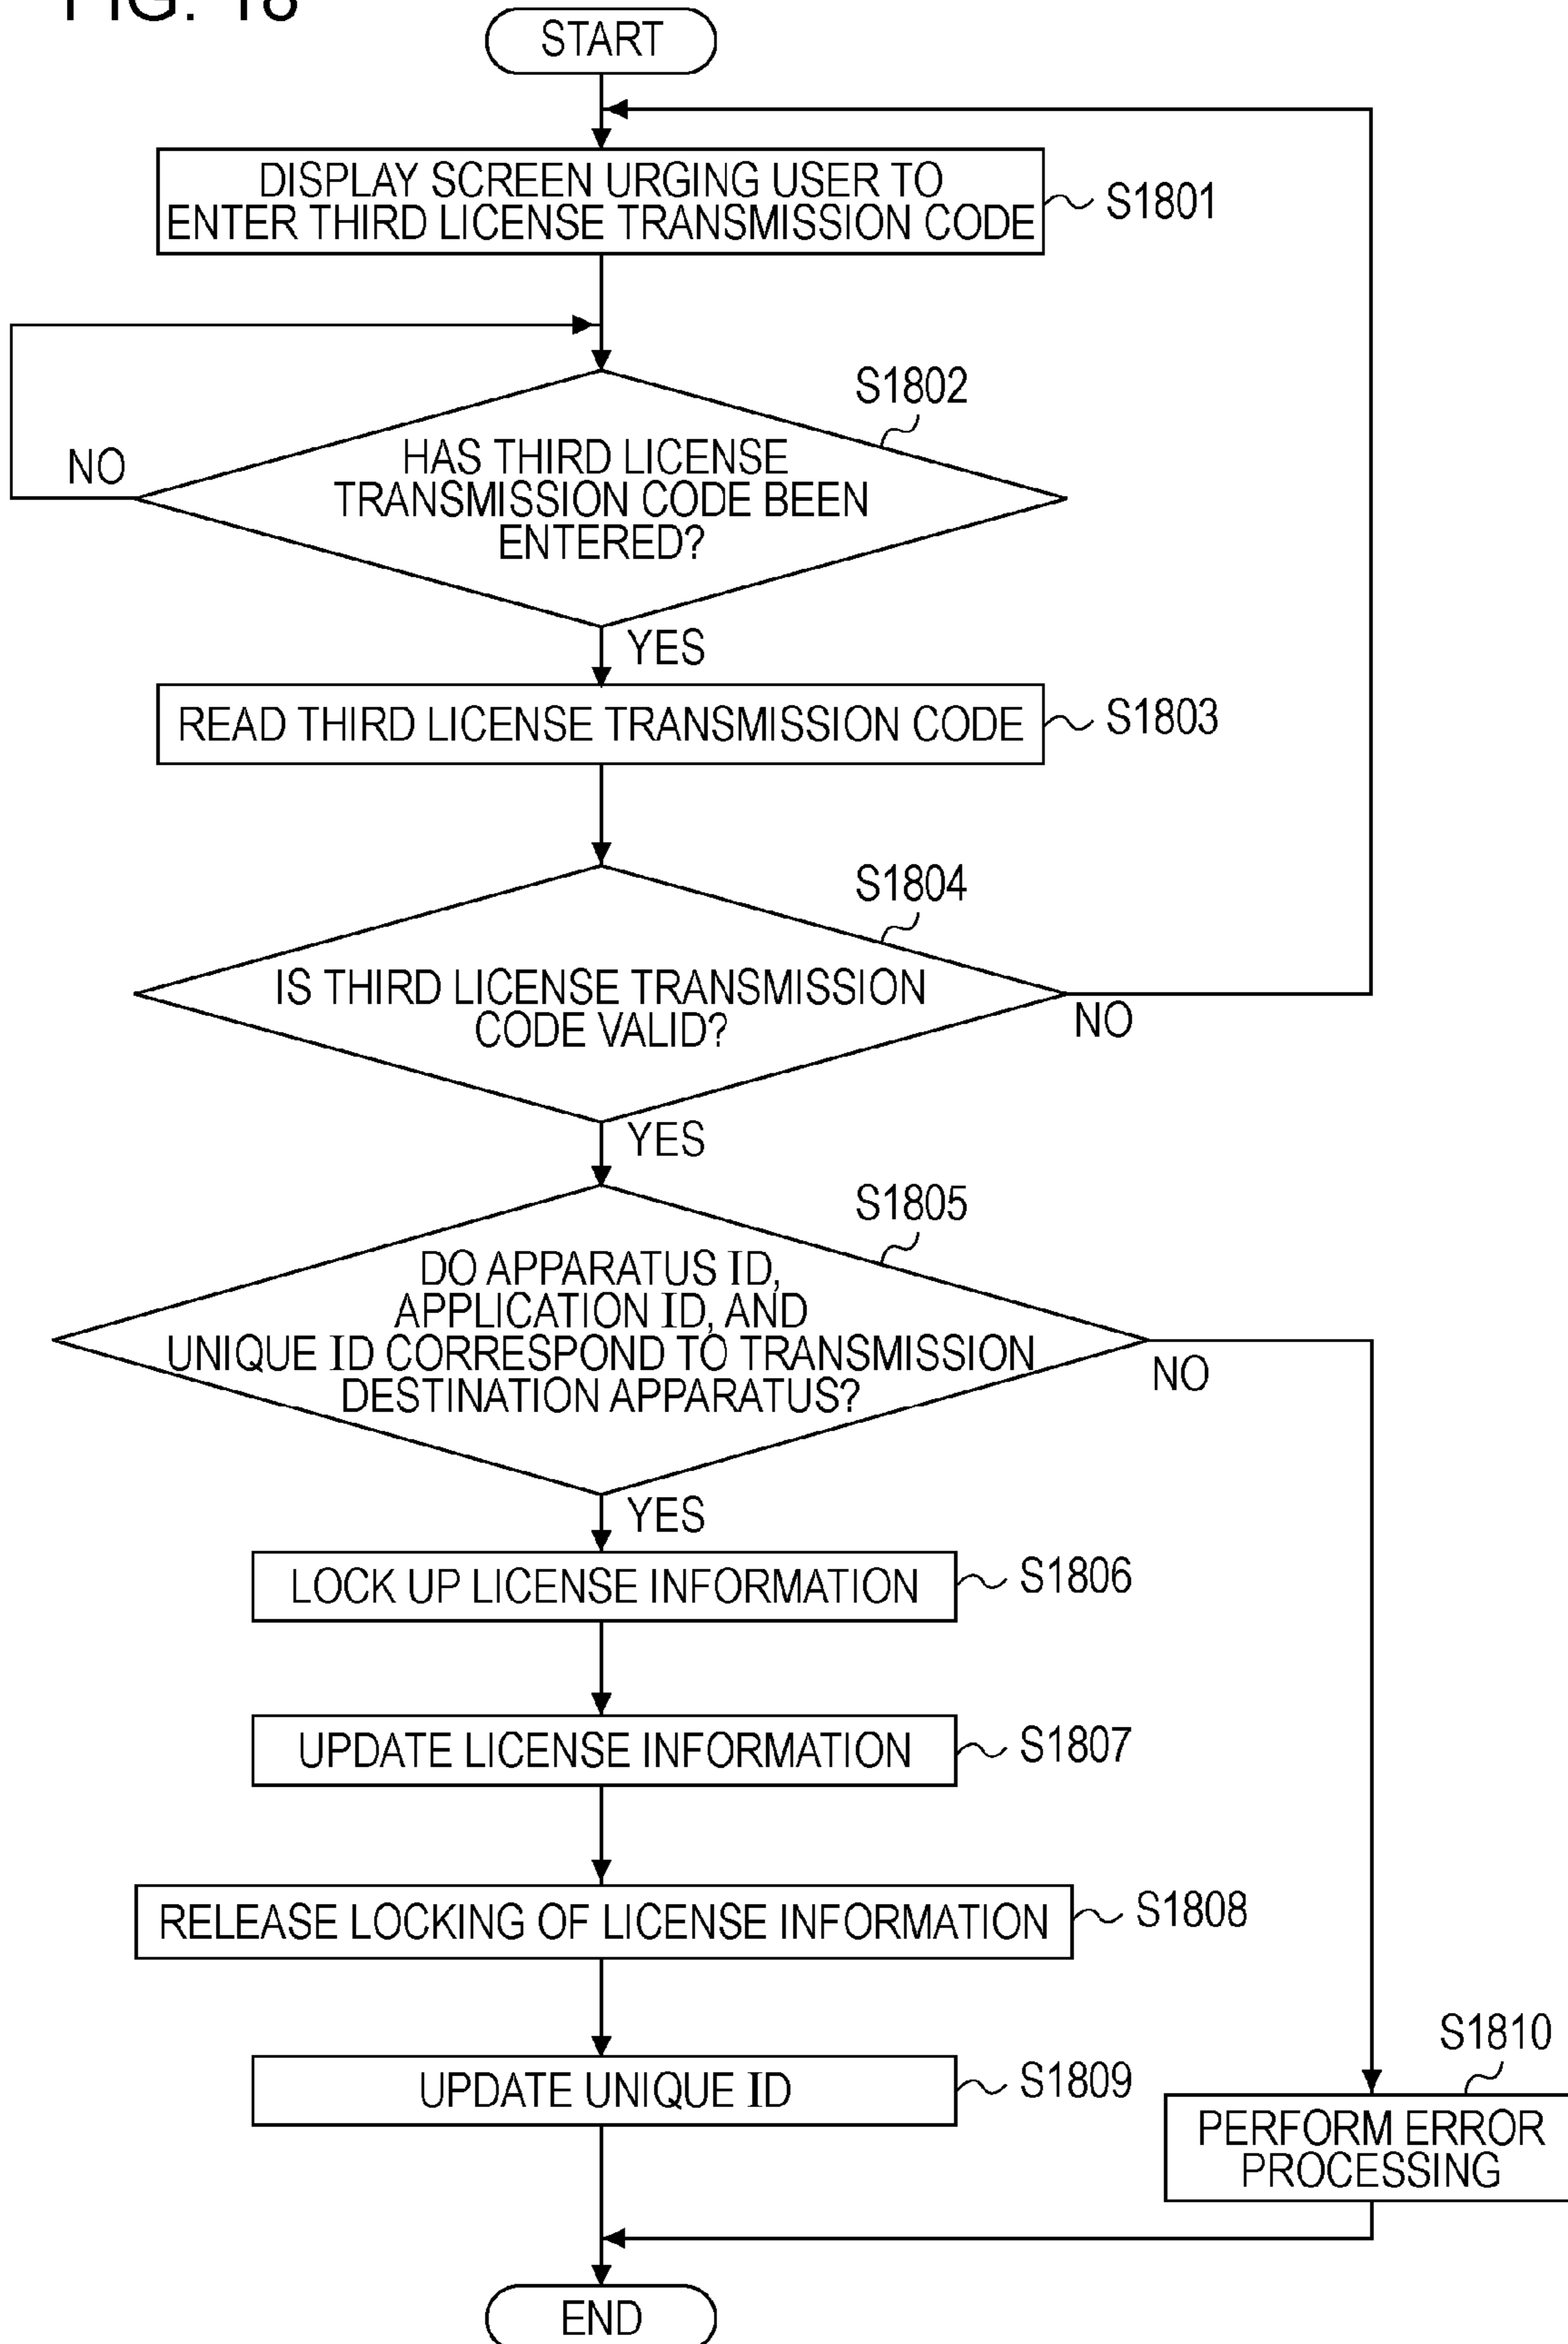 FIG. 18
START
DISPLAY SCREEN URGING USER TO
ENTER THIRD LICENSE TRANSMISSION CODE
S1801
S1802
HAS THIRD LICENSE
TRANSMISSION CODE BEEN
ENTERED?
NO
YES
READ THIRD LICENSE TRANSMISSION CODE
S1803
S1804
IS THIRD LICENSE TRANSMISSION
CODE VALID?
NO
YES
S1805
DO APPARATUS ID,
APPLICATION ID, AND
UNIQUE ID CORRESPOND TO TRANSMISSION
DESTINATION APPARATUS?
NO
YES
LOCK UP LICENSE INFORMATION
S1806
UPDATE LICENSE INFORMATION
S1807
RELEASE LOCKING OF LICENSE INFORMATION
S1808
UPDATE UNIQUE ID
S1809
S1810
PERFORM ERROR
PROCESSING
END